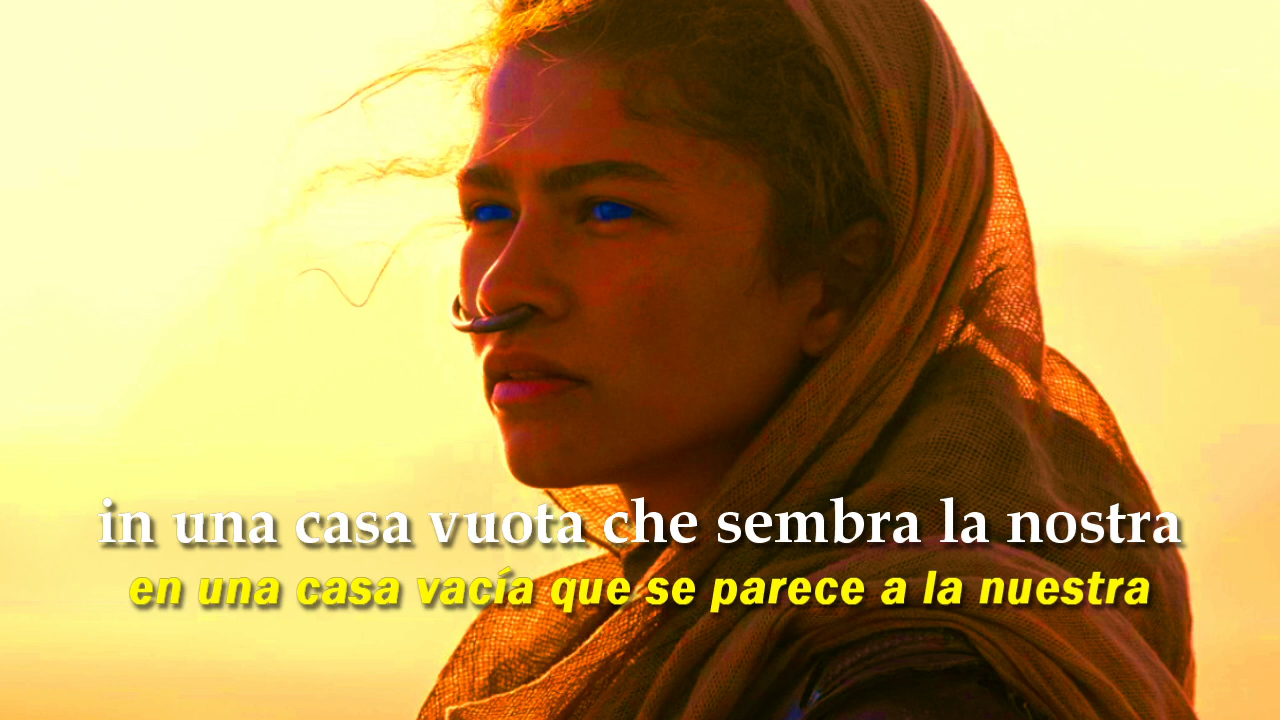 in una casa vuota che sembra la nostra
en una casa vacía que se parece a la nuestra